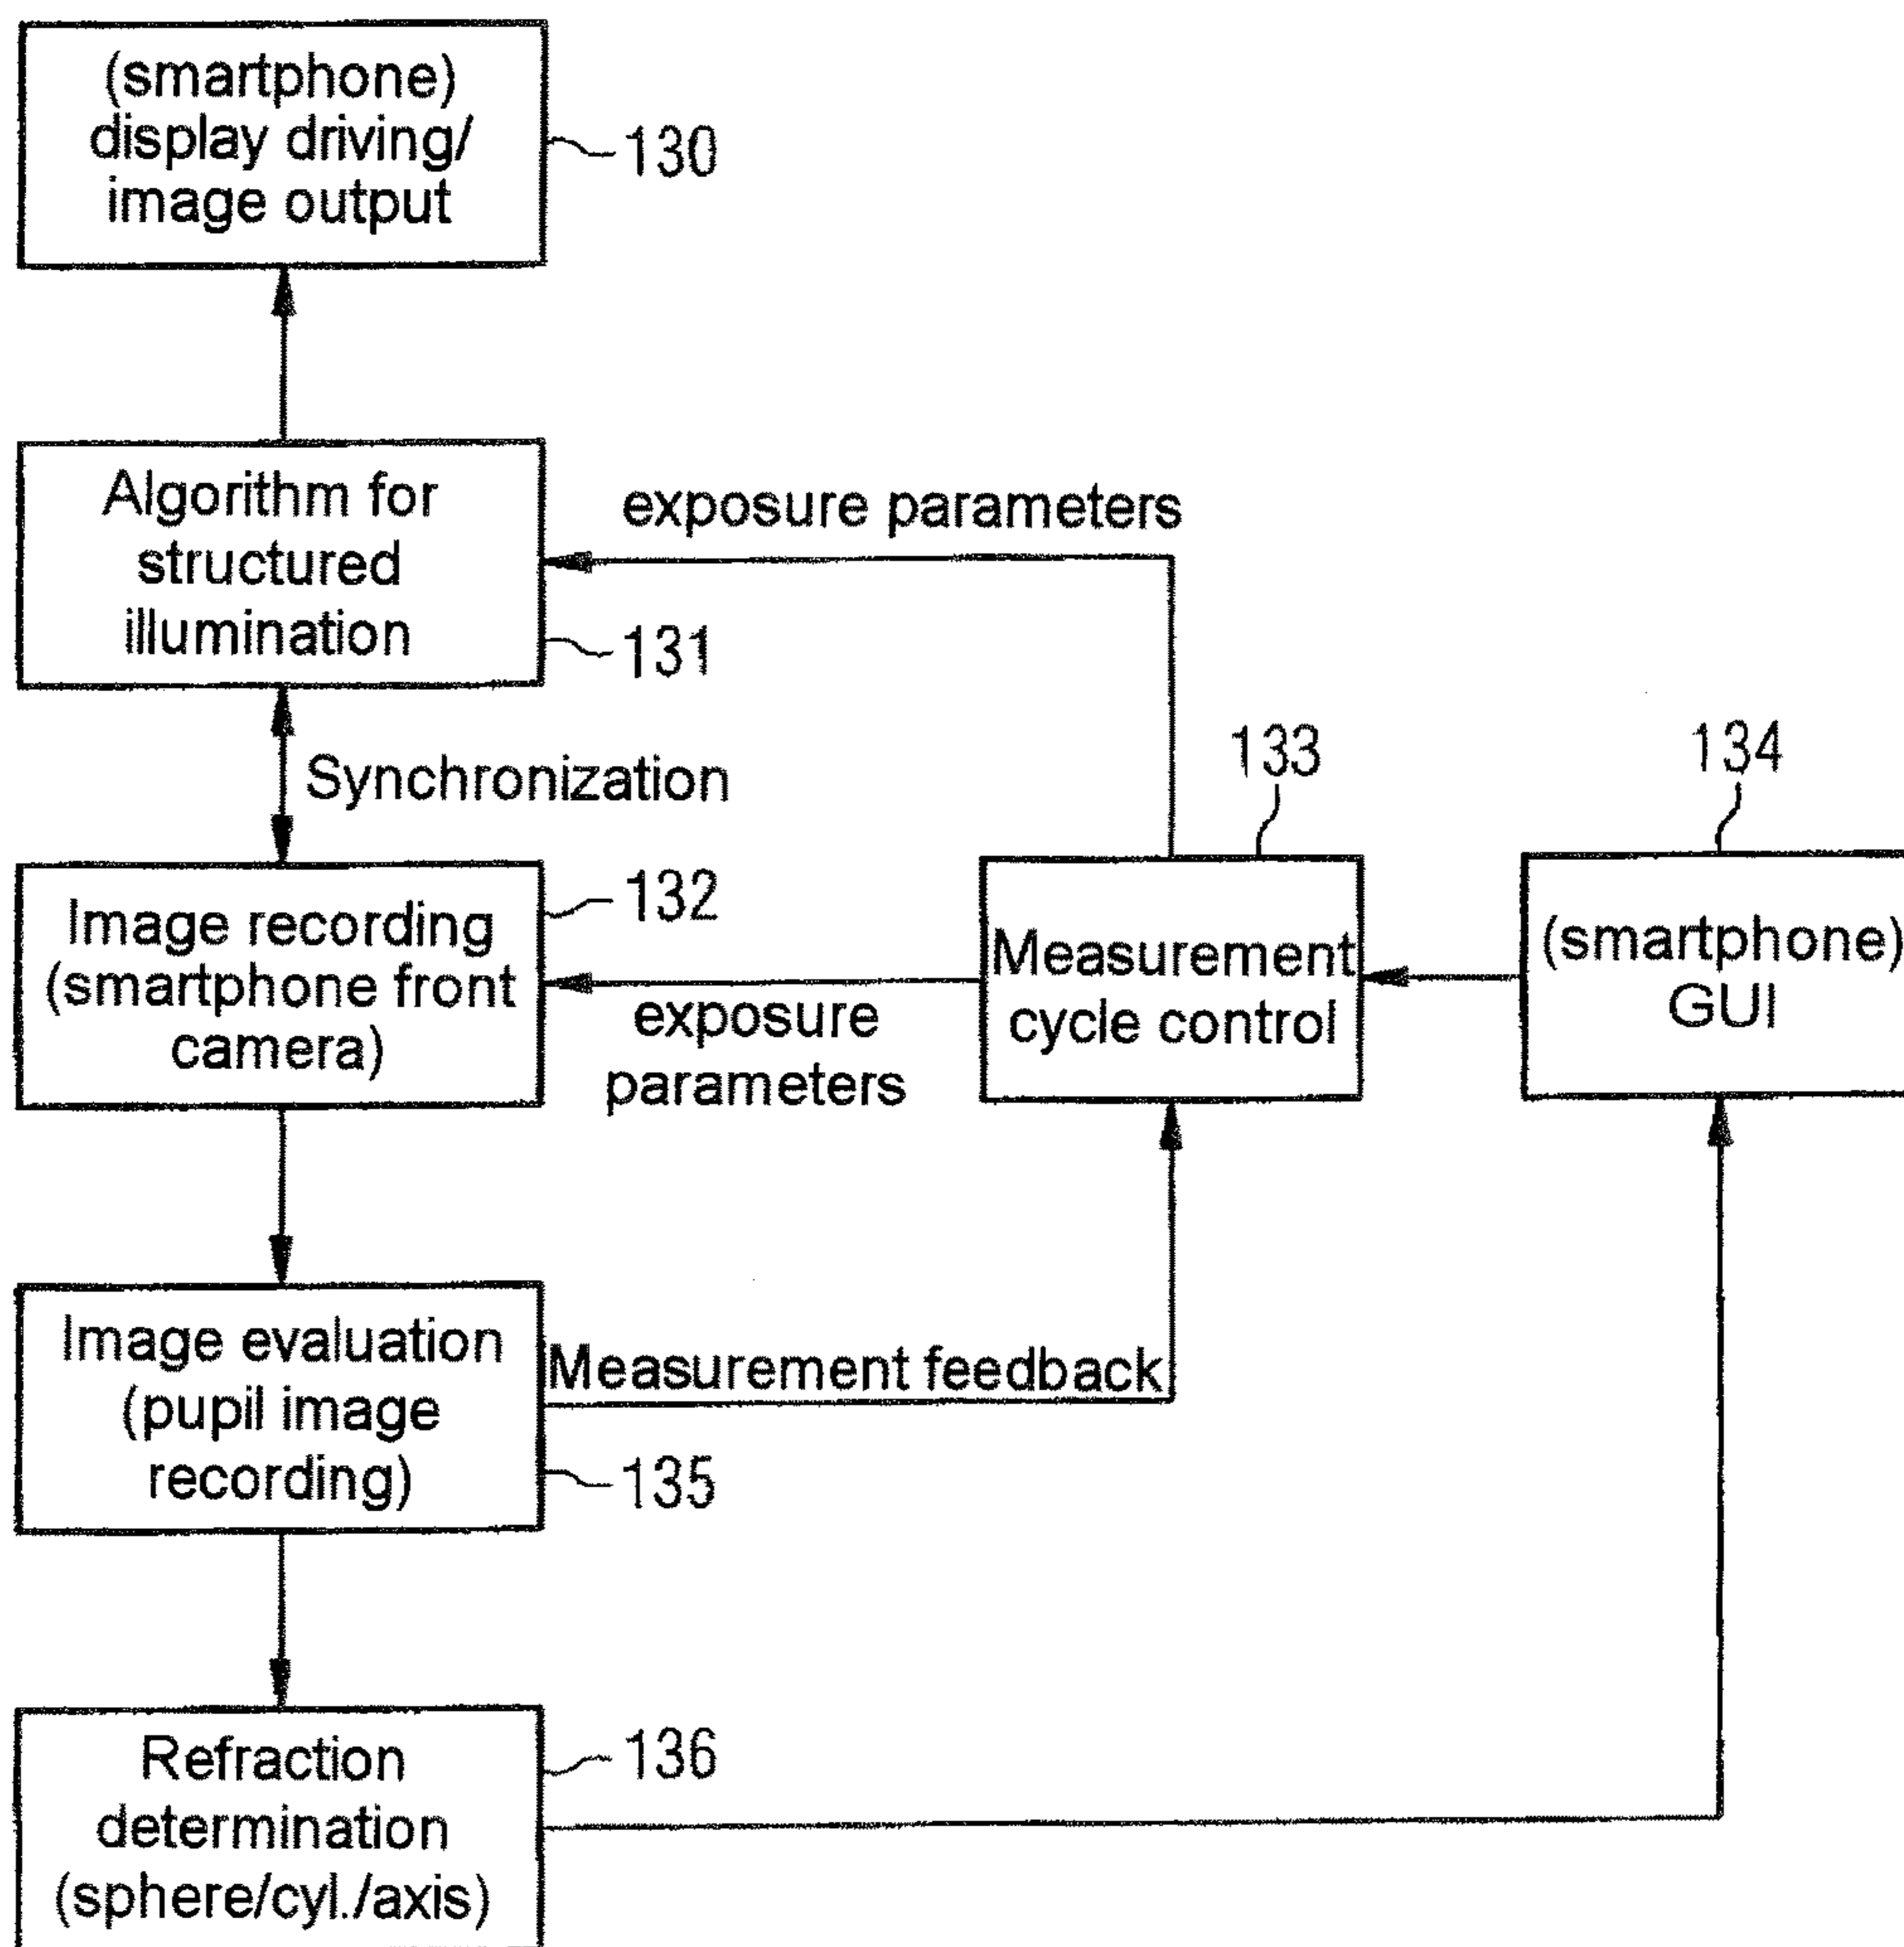 (smartphone)
display driving/
image output
130
Algorithm for
structured
illumination
131
exposure parameters
Synchronization
133
134
Image recording
(smartphone front
camera)
132
exposure
parameters
Measurement
cycle control
(smartphone)
GUI
Image evaluation
(pupil image
recording)
135
Measurement feedback
Refraction
determination
(sphere/cyl./axis)
136